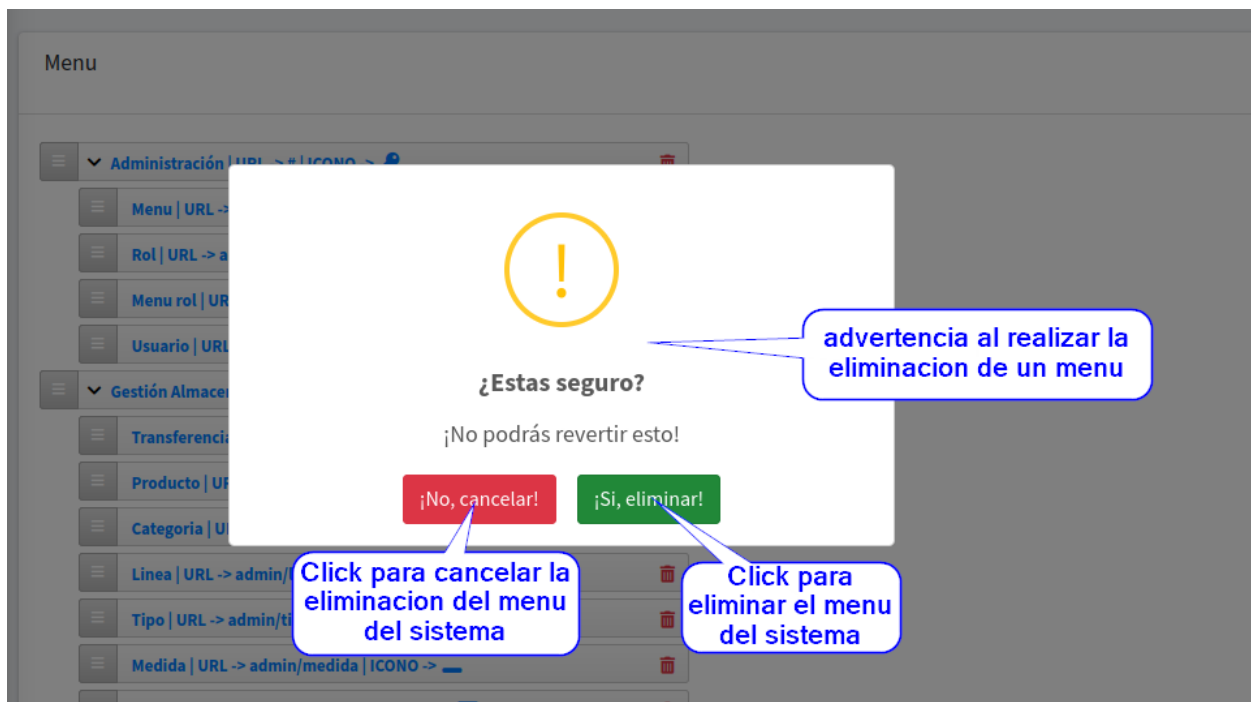 Menu
Administración | URL -> # | ICONO ->
Menu | URL ->
Rol | URL -> a
Menu rol | UR
Usuario | URL
Gestión Almacen
Transferencia
Producto | UR
Categoria | U
Linea | URL -> admin/l
Tipo | URL -> admin/ti
Medida | URL -> admin/medida | ICONO ->
¿Estas seguro?
¡No podrás revertir esto!
¡No, cancelar!
¡Si, eliminar!
advertencia al realizar la
eliminacion de un menu
Click para cancelar la
eliminacion del menu
del sistema
Click para
eliminar el menu
del sistema